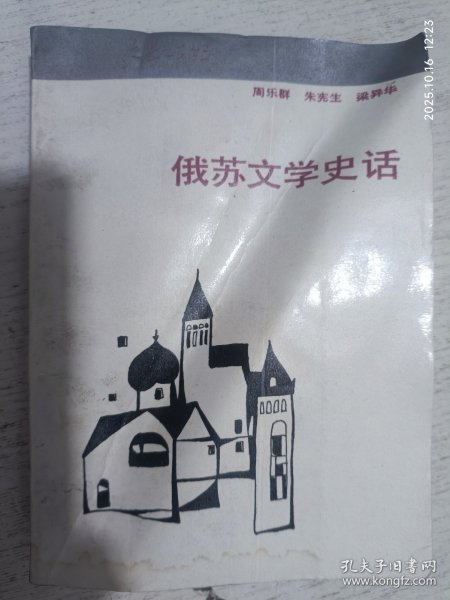 2025.10.16 12:23
周乐群 朱宪生 梁异华
俄苏文学史话
孔夫子旧书网
www.kongfz.com